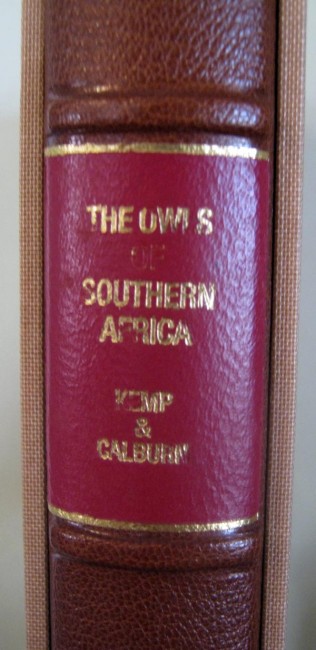 THE OWLS
OF
SOUTHERN
AFRICA
KEMP
&
CALBURN